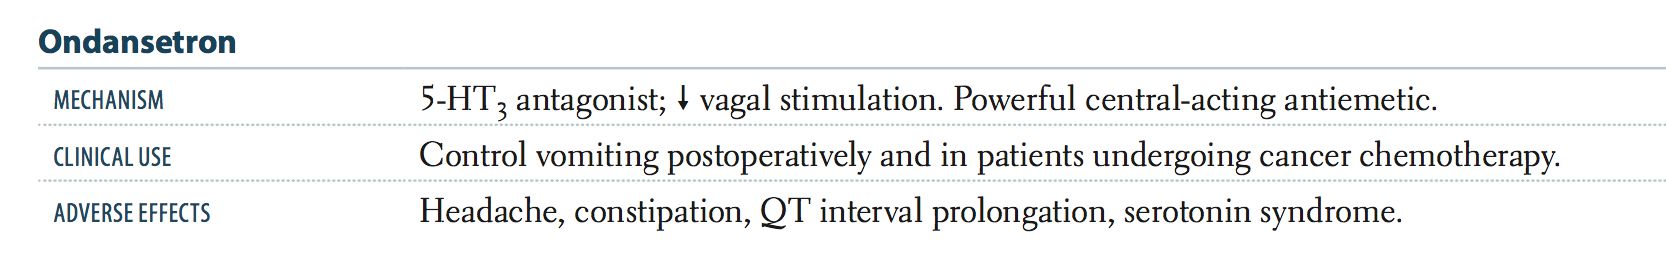 Ondansetron
MECHANISM 5-HT3 antagonist; ↓ vagal stimulation. Powerful central-acting antiemetic.
CLINICAL USE Control vomiting postoperatively and in patients undergoing cancer chemotherapy.
ADVERSE EFFECTS Headache, constipation, QT interval prolongation, serotonin syndrome.